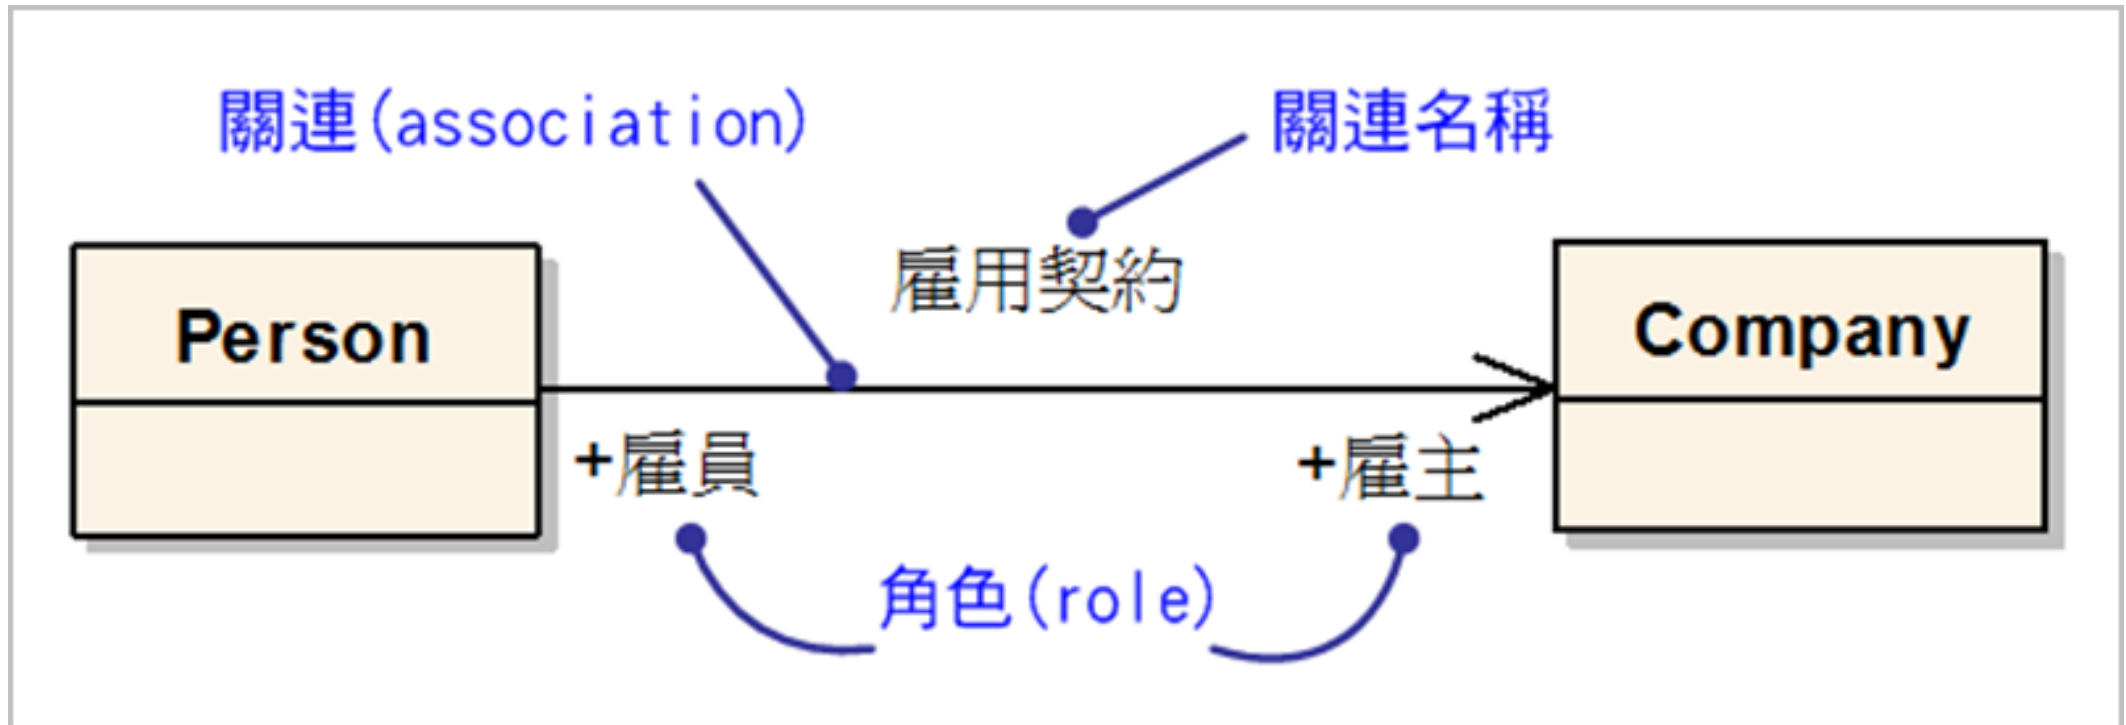 關連(association)
關連名稱
雇用契約
Person
Company
+雇員
+雇主
角色(role)